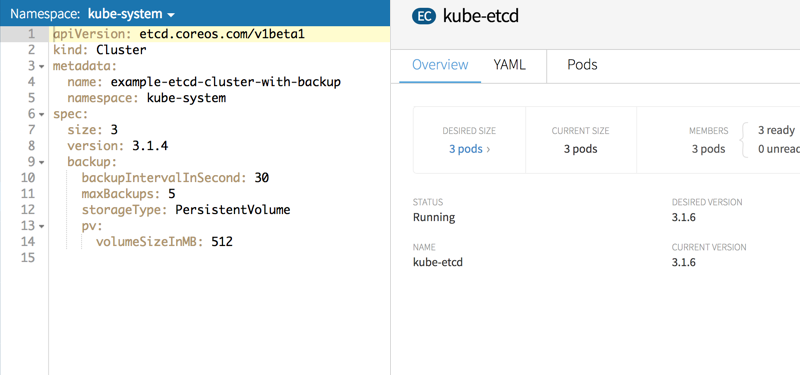 Namespace: kube-system
1 apiVersion: etcd.coreos.com/v1beta1
2 kind: Cluster
3 metadata:
4 name: example-etcd-cluster-with-backup
5 namespace: kube-system
6 spec:
7 size: 3
8 version: 3.1.4
9 backup:
10 backupIntervalInSecond: 30
11 maxBackups: 5
12 storageType: PersistentVolume
13 pv:
14 volumeSizeInMB: 512
15
EC kube-etcd
Overview YAML Pods
DESIRED SIZE CURRENT SIZE MEMBERS
3 pods › 3 pods 3 pods
3 ready
0 unread
STATUS DESIRED VERSION
Running 3.1.6
NAME CURRENT VERSION
kube-etcd 3.1.6